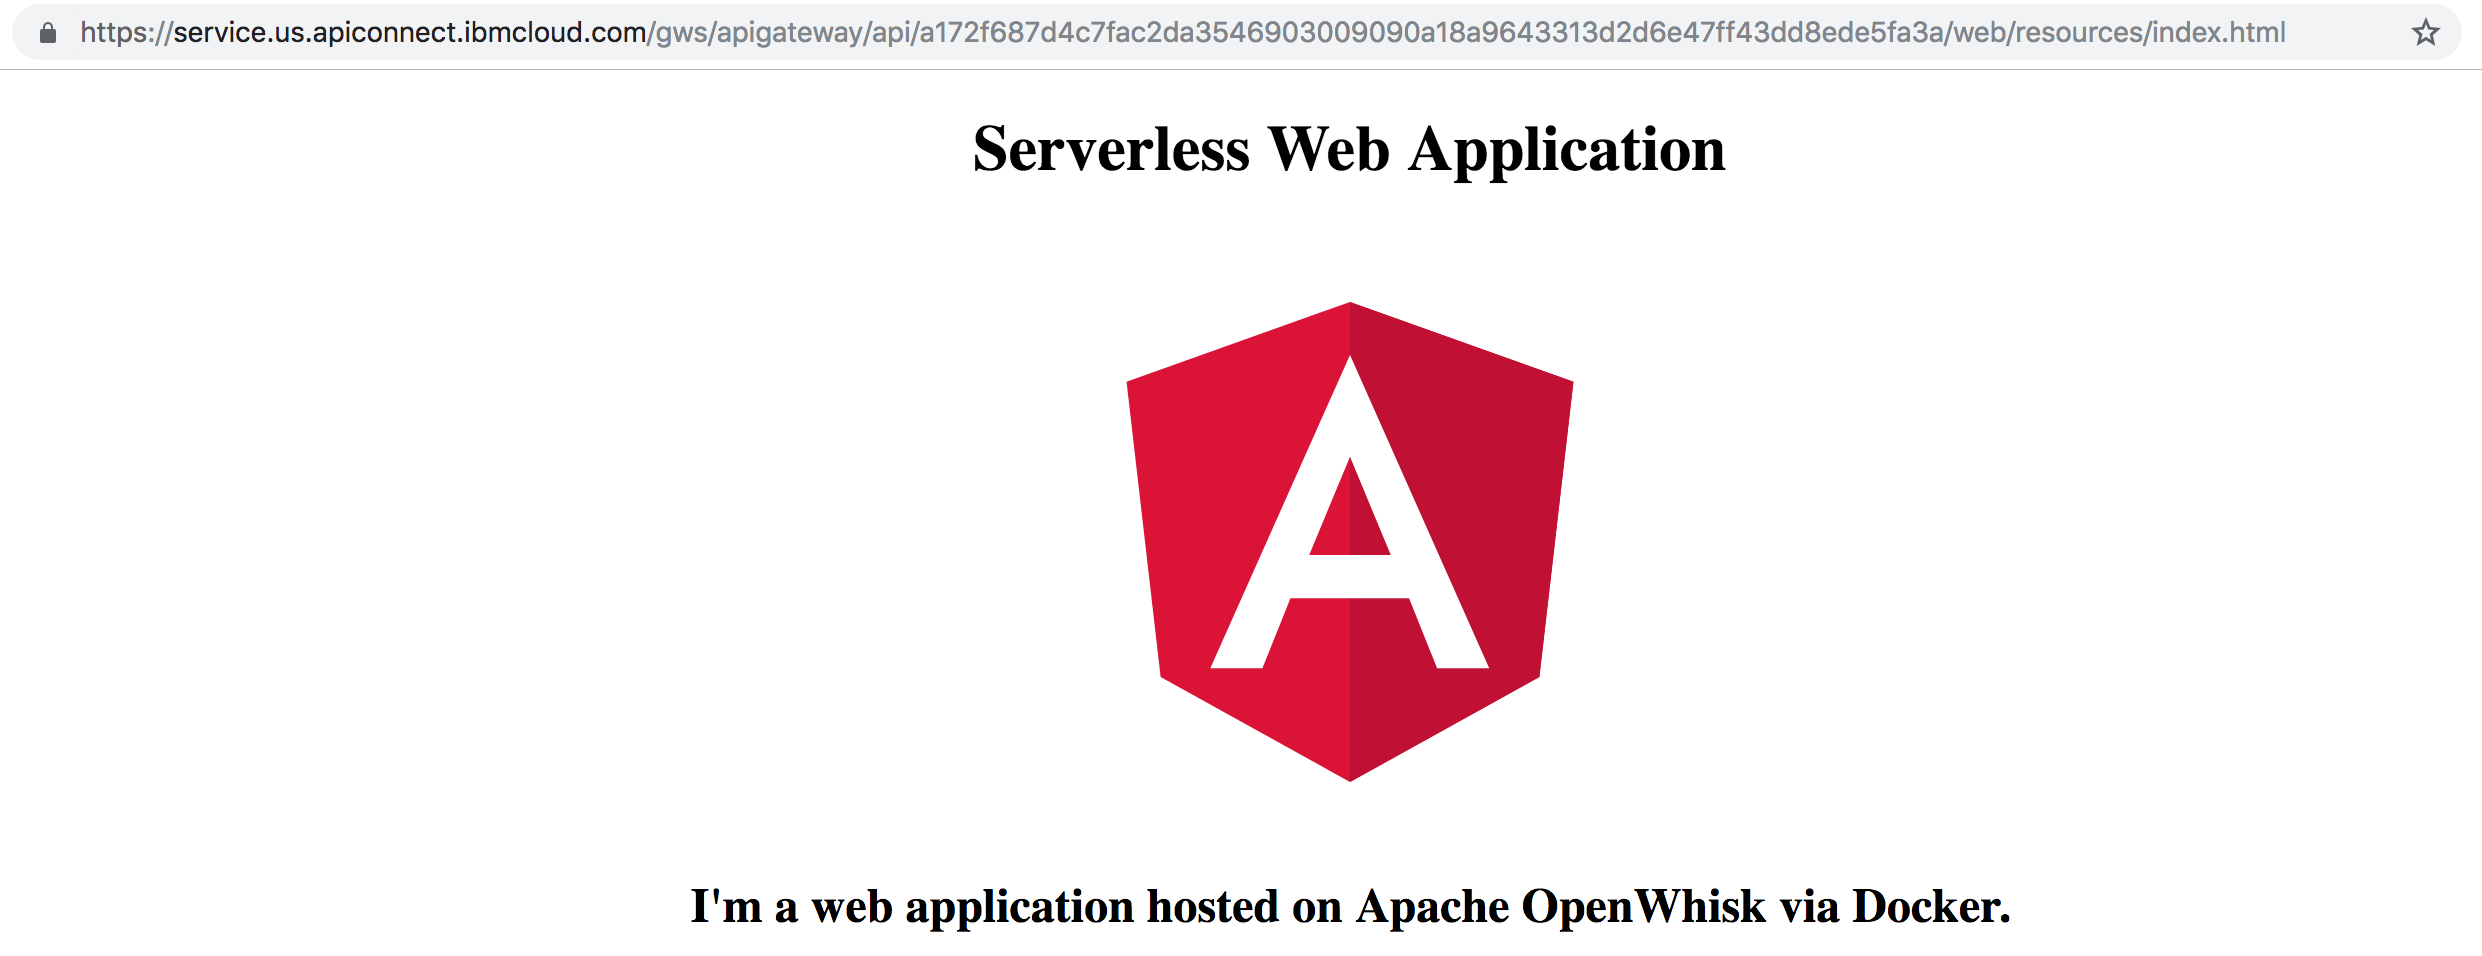 https://service.us.apiconnect.ibmcloud.com/gws/apigateway/api/a172f687d4c7fac2da3546903009090a18a9643313d2d6e47ff43dd8ede5fa3a/web/resources/index.html
Serverless Web Application
A
I'm a web application hosted on Apache OpenWhisk via Docker.